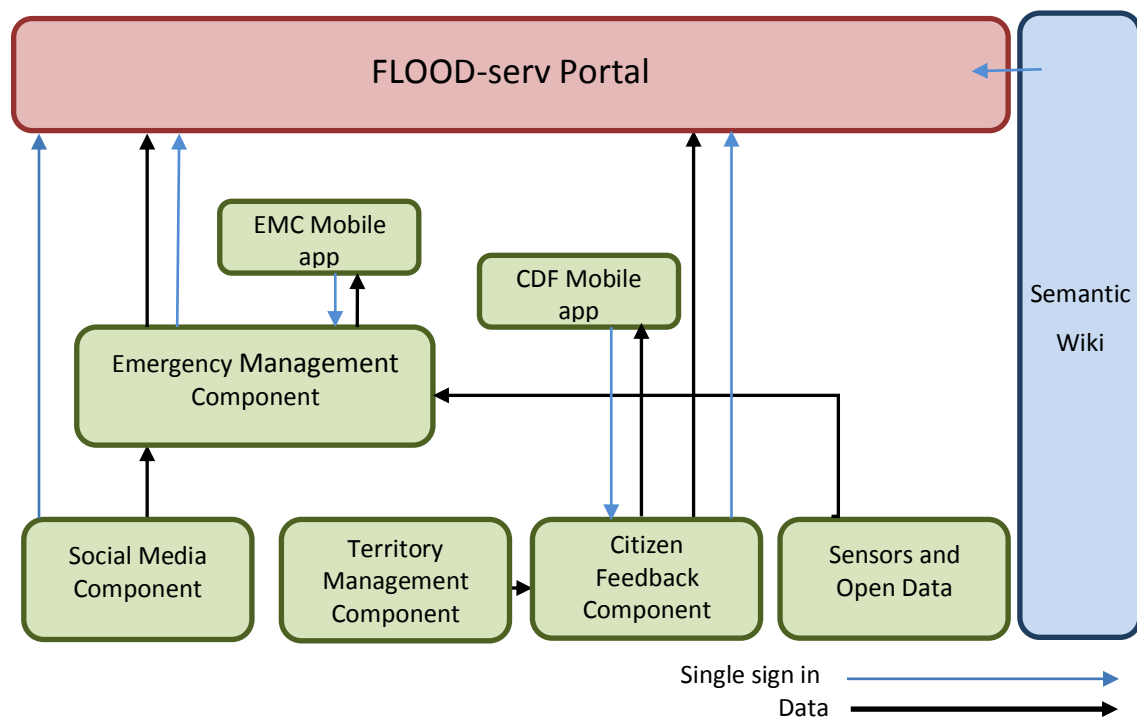 FLOOD-serv Portal
EMC Mobile
app
CDF Mobile
app
Semantic
Wiki
Emergency Management
Component
Social Media
Component
Territory
Management
Component
Citizen
Feedback
Component
Sensors and
Open Data
Single sign in
Data